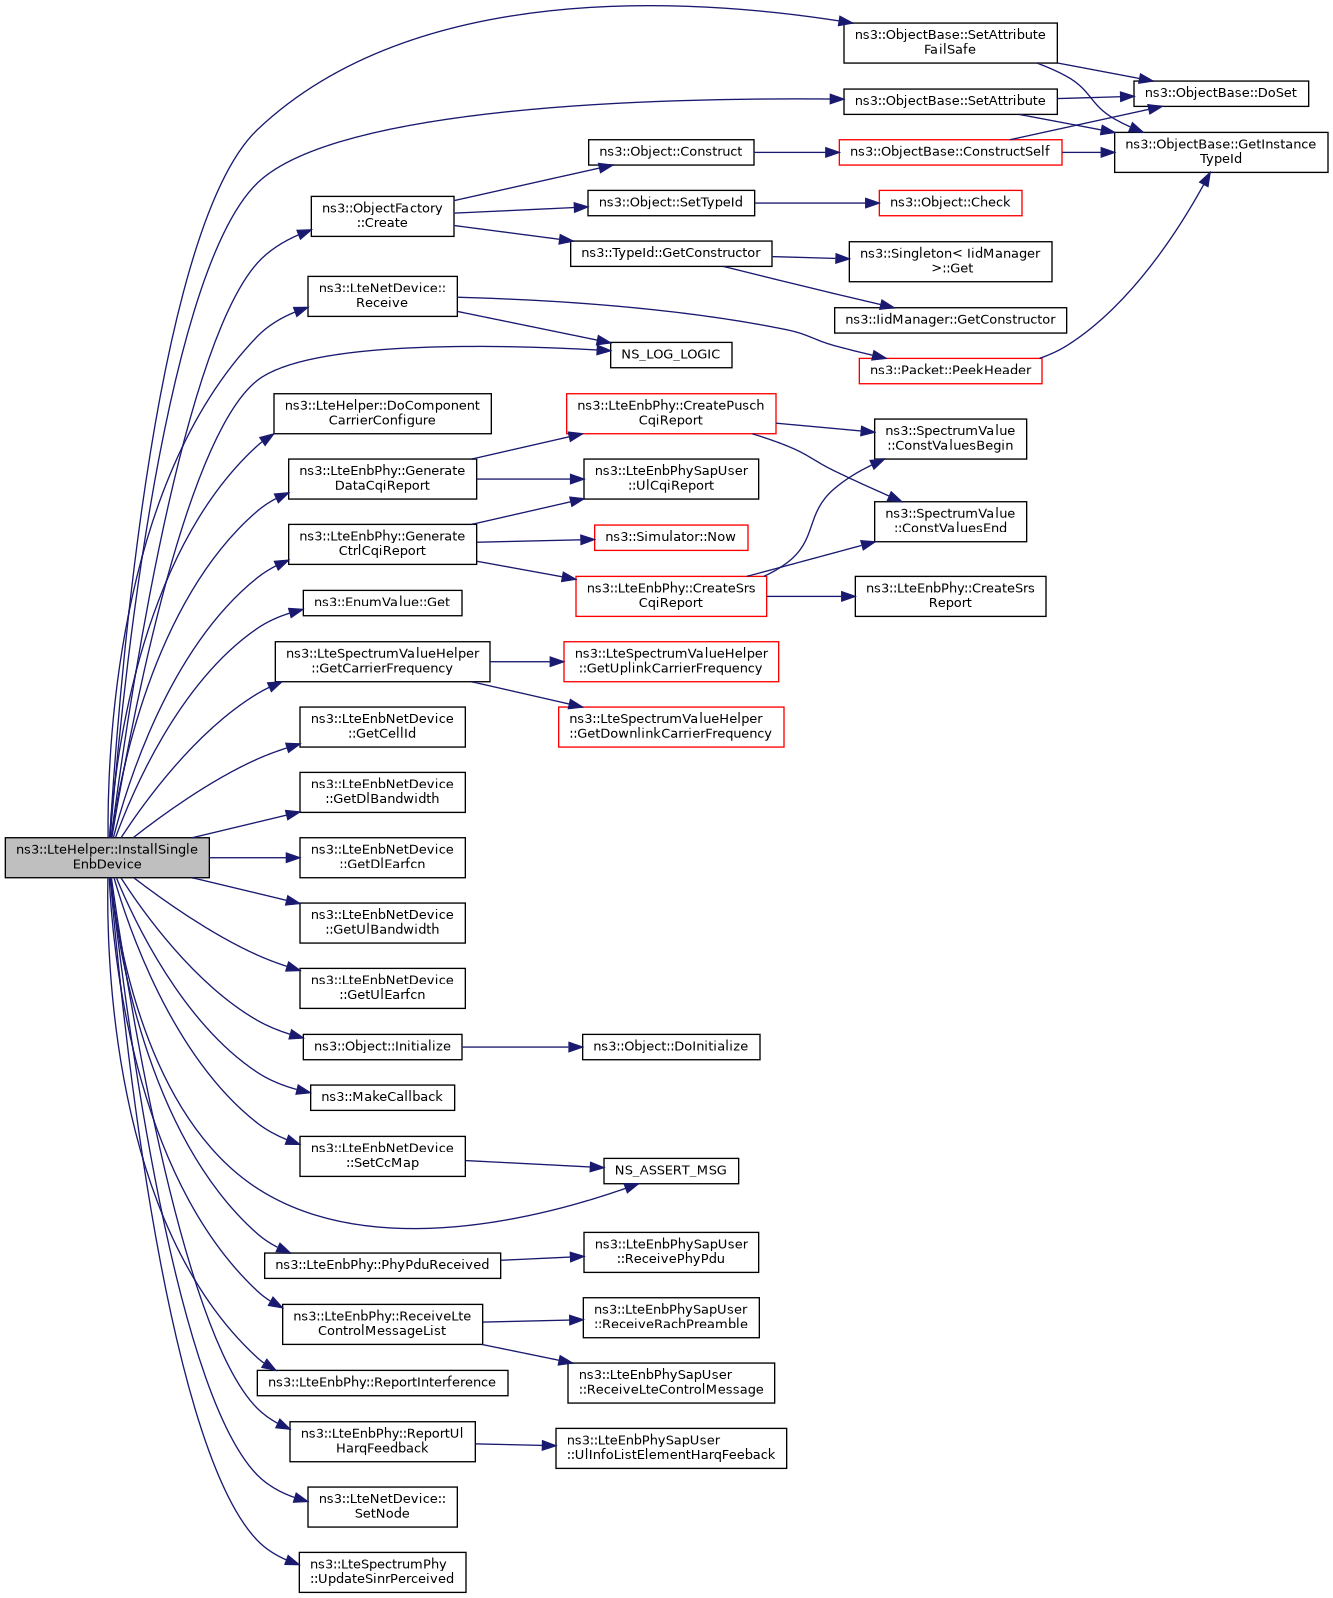 ns3::LteHelper::InstallSingle
EnbDevice
ns3::ObjectBase::SetAttribute
FailSafe
ns3::ObjectBase::DoSet
ns3::ObjectBase::SetAttribute
ns3::ObjectBase::GetInstance
TypeId
ns3::Object::Construct
ns3::ObjectBase::ConstructSelf
ns3::ObjectFactory
::Create
ns3::Object::SetTypeId
ns3::Object::Check
ns3::TypeId::GetConstructor
ns3::Singleton< IidManager
>::Get
ns3::IidManager::GetConstructor
ns3::LteNetDevice::
Receive
NS_LOG_LOGIC
ns3::Packet::PeekHeader
ns3::LteHelper::DoComponent
CarrierConfigure
ns3::LteEnbPhy::CreatePusch
CqiReport
ns3::SpectrumValue
::ConstValuesBegin
ns3::LteEnbPhy::Generate
DataCqiReport
ns3::LteEnbPhySapUser
::UlCqiReport
ns3::SpectrumValue
::ConstValuesEnd
ns3::LteEnbPhy::Generate
CtrlCqiReport
ns3::Simulator::Now
ns3::LteEnbPhy::CreateSrs
CqiReport
ns3::LteEnbPhy::CreateSrs
Report
ns3::EnumValue::Get
ns3::LteSpectrumValueHelper
::GetCarrierFrequency
ns3::LteSpectrumValueHelper
::GetUplinkCarrierFrequency
ns3::LteSpectrumValueHelper
::GetDownlinkCarrierFrequency
ns3::LteEnbNetDevice
::GetCellId
ns3::LteEnbNetDevice
::GetDlBandwidth
ns3::LteEnbNetDevice
::GetDlEarfcn
ns3::LteEnbNetDevice
::GetUlBandwidth
ns3::LteEnbNetDevice
::GetUlEarfcn
ns3::Object::Initialize
ns3::Object::DoInitialize
ns3::MakeCallback
ns3::LteEnbNetDevice
::SetCcMap
NS_ASSERT_MSG
ns3::LteEnbPhy::PhyPduReceived
ns3::LteEnbPhySapUser
::ReceivePhyPdu
ns3::LteEnbPhy::ReceiveLte
ControlMessageList
ns3::LteEnbPhySapUser
::ReceiveRachPreamble
ns3::LteEnbPhySapUser
::ReceiveLteControlMessage
ns3::LteEnbPhy::ReportInterference
ns3::LteEnbPhy::ReportUl
HarqFeedback
ns3::LteEnbPhySapUser
::UlInfoListElementHarqFeeback
ns3::LteNetDevice::
SetNode
ns3::LteSpectrumPhy
::UpdateSinrPerceived